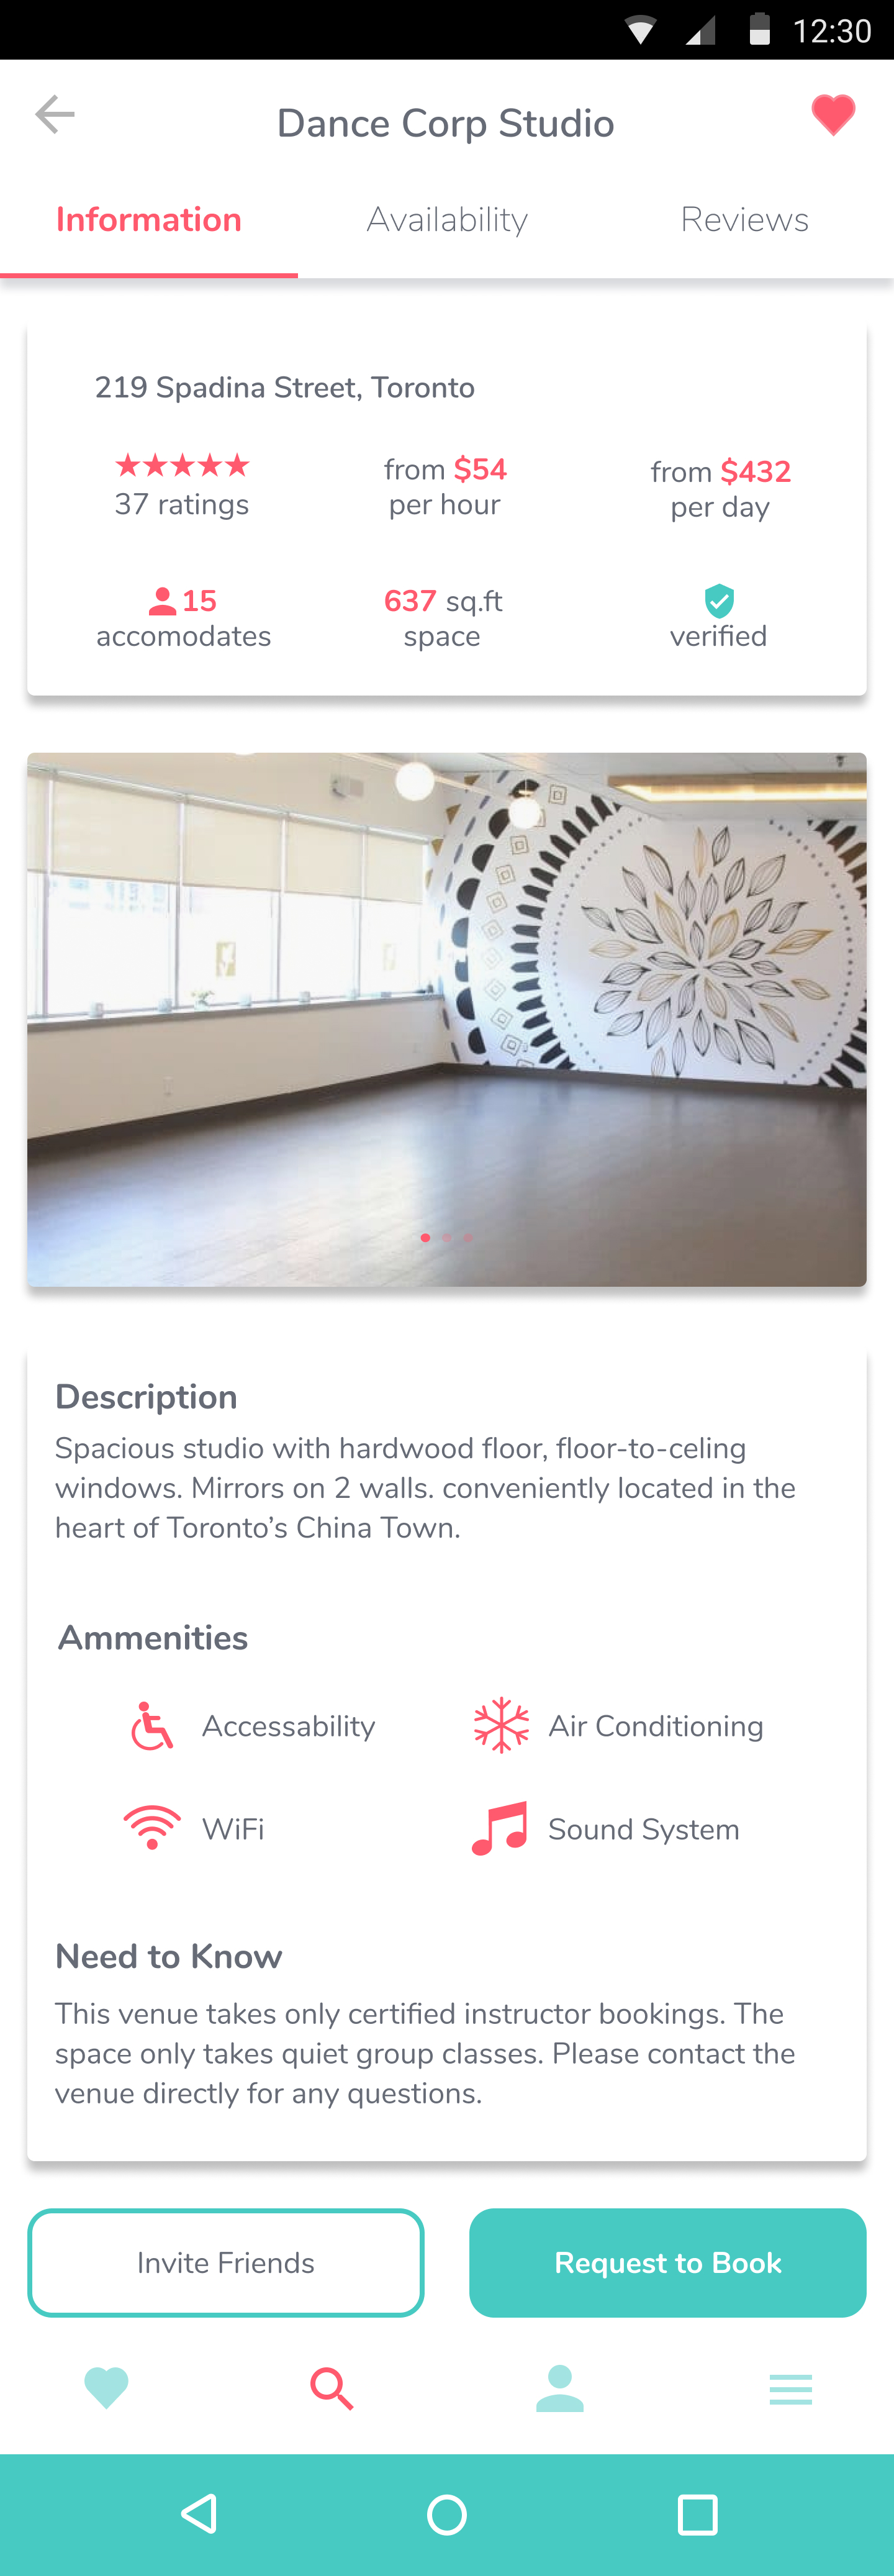 12:30
Dance Corp Studio
Information Availability Reviews
219 Spadina Street, Toronto
37 ratings
from $54
per hour
from $432
per day
15
accomodates
637 sq.ft
space
verified
Description
Spacious studio with hardwood floor, floor-to-celing
windows. Mirrors on 2 walls. conveniently located in the
heart of Toronto’s China Town.
Ammenities
Accessability
Air Conditioning
WiFi
Sound System
Need to Know
This venue takes only certified instructor bookings. The
space only takes quiet group classes. Please contact the
venue directly for any questions.
Invite Friends
Request to Book